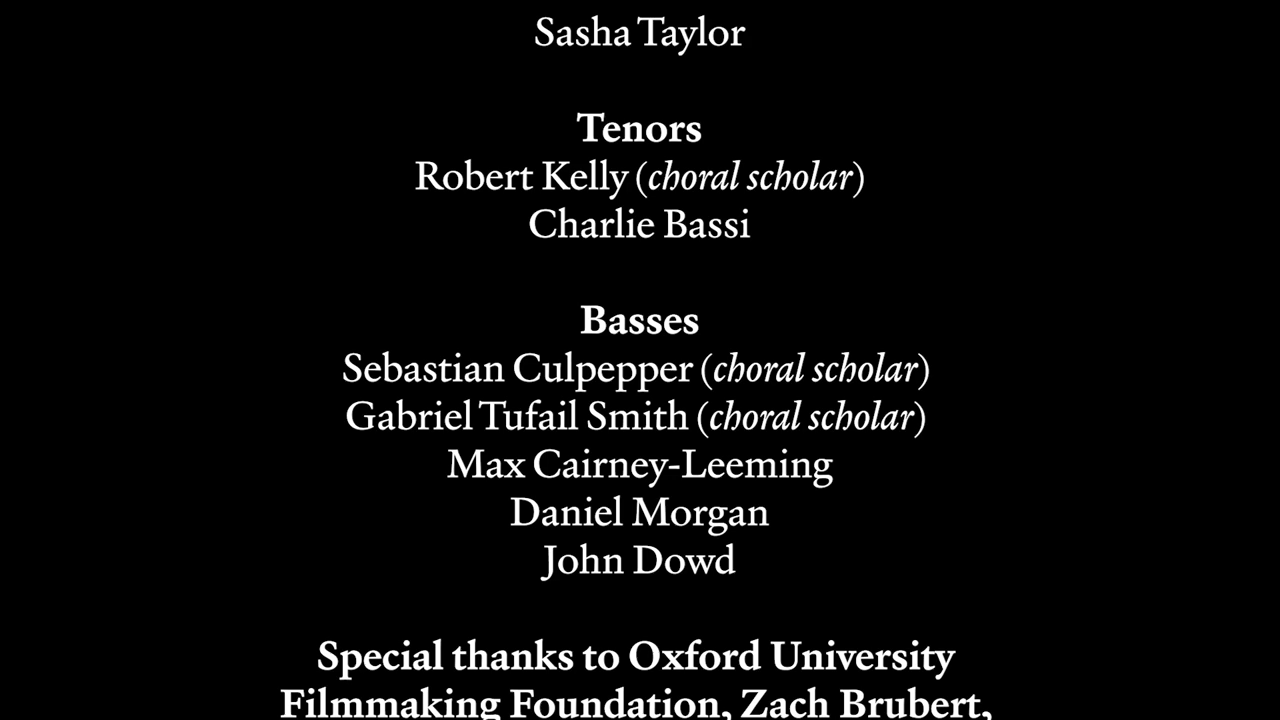 Sasha Taylor
Tenors
Robert Kelly (choral scholar)
Charlie Bassi
Basses
Sebastian Culpepper (choral scholar)
Gabriel Tufail Smith (choral scholar)
Max Cairney-Leeming
Daniel Morgan
John Dowd
Special thanks to Oxford University
Filmmaking Foundation, Zach Brubert,